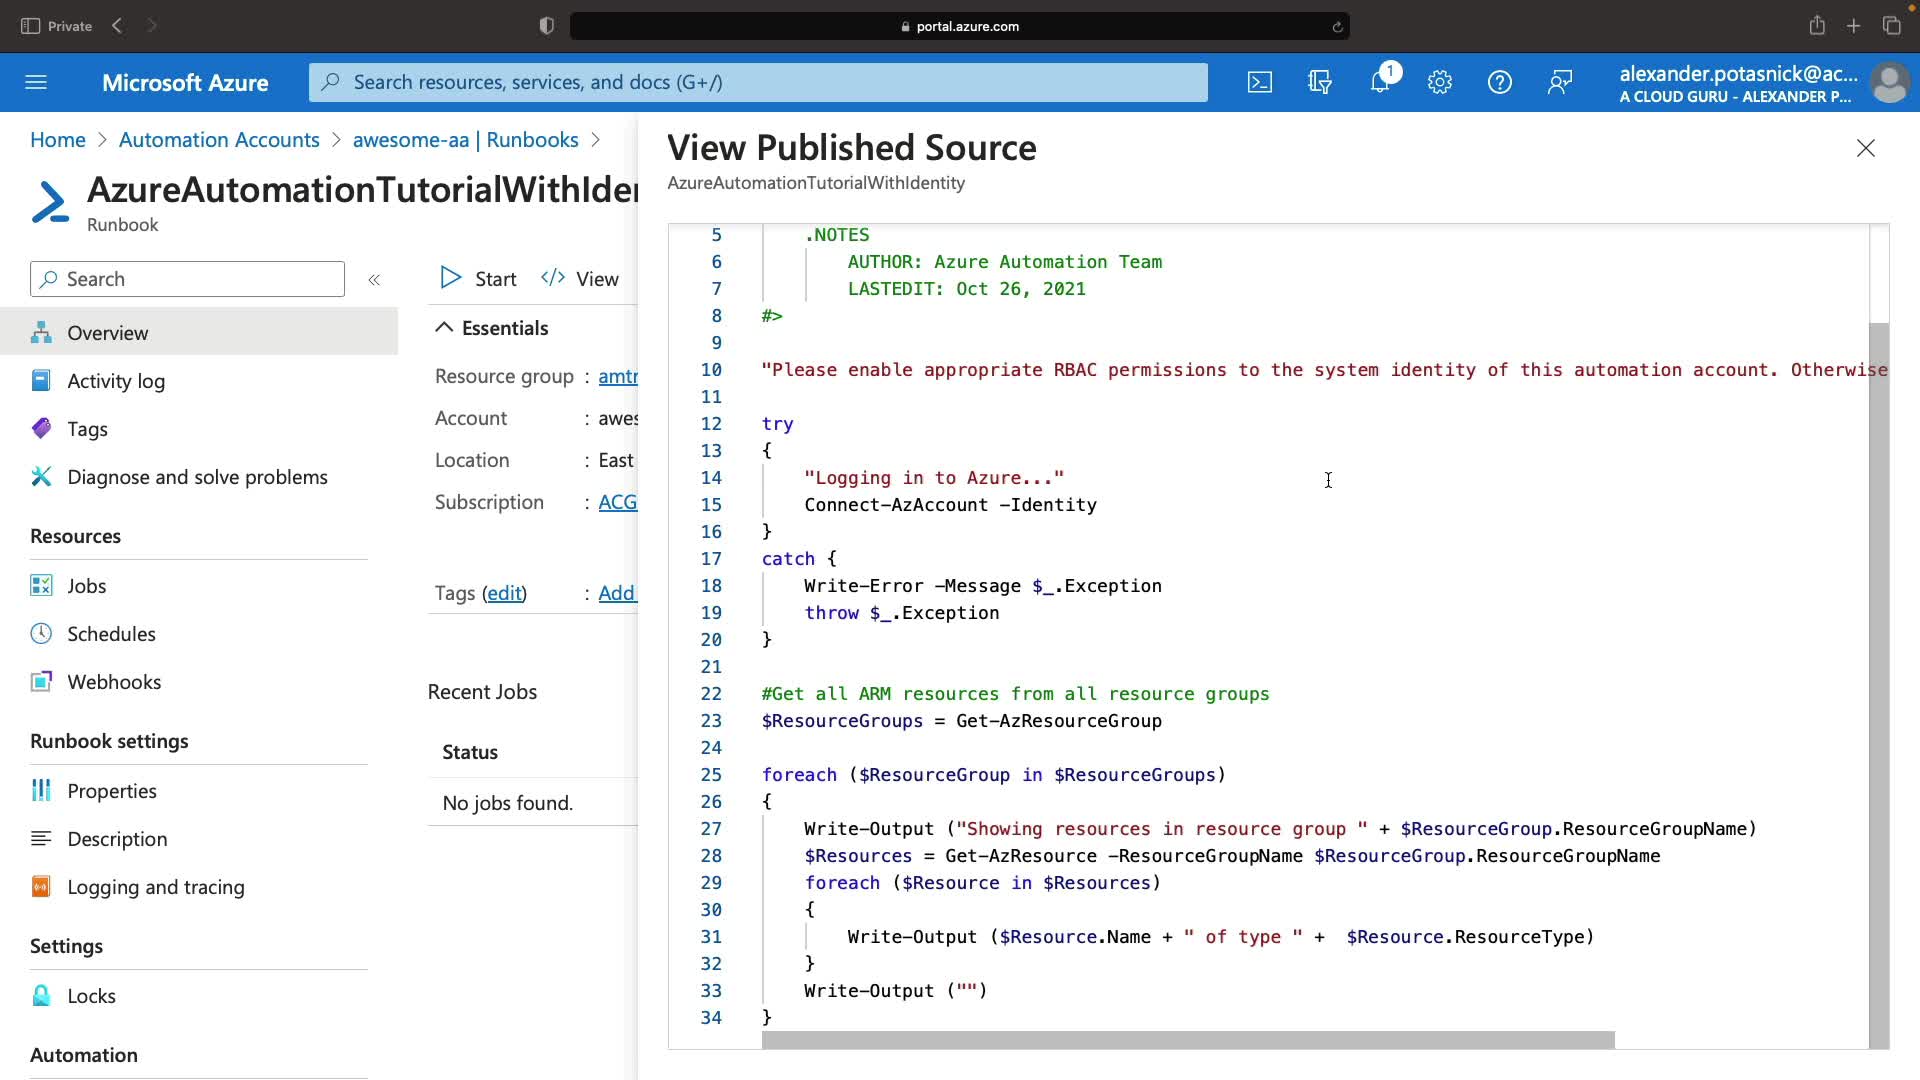 Private
portal.azure.com
Microsoft Azure
Search resources, services, and docs (G+/)
1
alexander.potasnick@ac...
A CLOUD GURU - ALEXANDER P...
Home > Automation Accounts > awesome-aa | Runbooks >
AzureAutomationTutorialWithIden
Runbook
Search
«
Start
View
Overview
Activity log
Tags
Diagnose and solve problems
Resources
Jobs
Schedules
Webhooks
Runbook settings
Properties
Description
Logging and tracing
Settings
Locks
Automation
Essentials
Resource group : amtr
Account : awes
Location : East
Subscription : ACG
Tags (edit) : Add
Recent Jobs
Status
No jobs found.
View Published Source
AzureAutomationTutorialWithIdentity
5 .NOTES
6 AUTHOR: Azure Automation Team
7 LASTEDIT: Oct 26, 2021
8 #>
9
10 "Please enable appropriate RBAC permissions to the system identity of this automation account. Otherwise
11
12 try
13 {
14 "Logging in to Azure..."
15 Connect-AzAccount -Identity
16 }
17 catch {
18 Write-Error -Message $_.Exception
19 throw $_.Exception
20 }
21
22 #Get all ARM resources from all resource groups
23 $ResourceGroups = Get-AzResourceGroup
24
25 foreach ($ResourceGroup in $ResourceGroups)
26 {
27 Write-Output ("Showing resources in resource group " + $ResourceGroup.ResourceGroupName)
28 $Resources = Get-AzResource -ResourceGroupName $ResourceGroup.ResourceGroupName
29 foreach ($Resource in $Resources)
30 {
31 Write-Output ($Resource.Name + " of type " +  $Resource.ResourceType)
32 }
33 Write-Output ("")
34 }